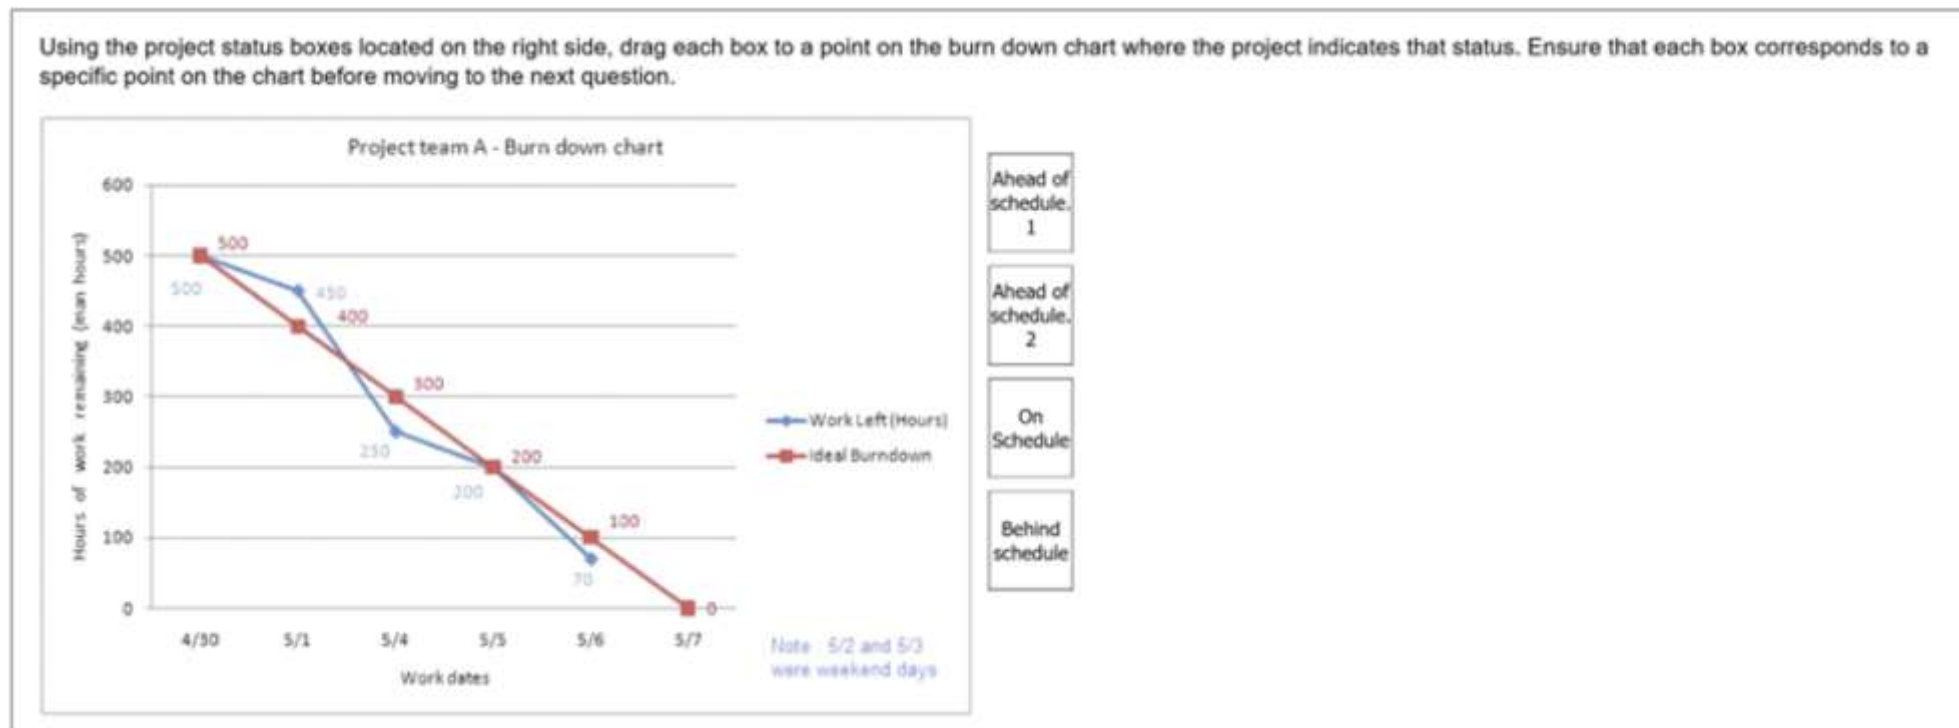 Using the project status boxes located on the right side, drag each box to a point on the burn down chart where the project indicates that status. Ensure that each box corresponds to a
specific point on the chart before moving to the next question.
Project team A - Burn down chart
Hours of work remaining (man hours)
600
500
400
300
200
100
0
500
500
450
400
300
250
200
200
100
70
0
4/30
5/1
5/4
5/5
5/6
5/7
Work dates
Work Left (Hours)
Ideal Burndown
Note : 5/2 and 5/3
were weekend days
Ahead of
schedule.
1
Ahead of
schedule.
2
On
Schedule
Behind
schedule